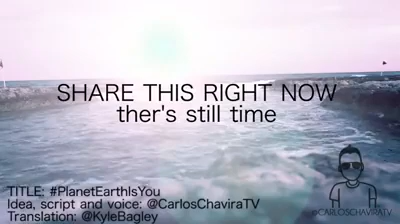 SHARE THIS RIGHT NOW
ther's still time
@CARLOSCHAVIRATV
TITLE: #PlanetEarthIsYou
Idea, script and voice: @CarlosChaviraTV
Translation: @KyleBagley